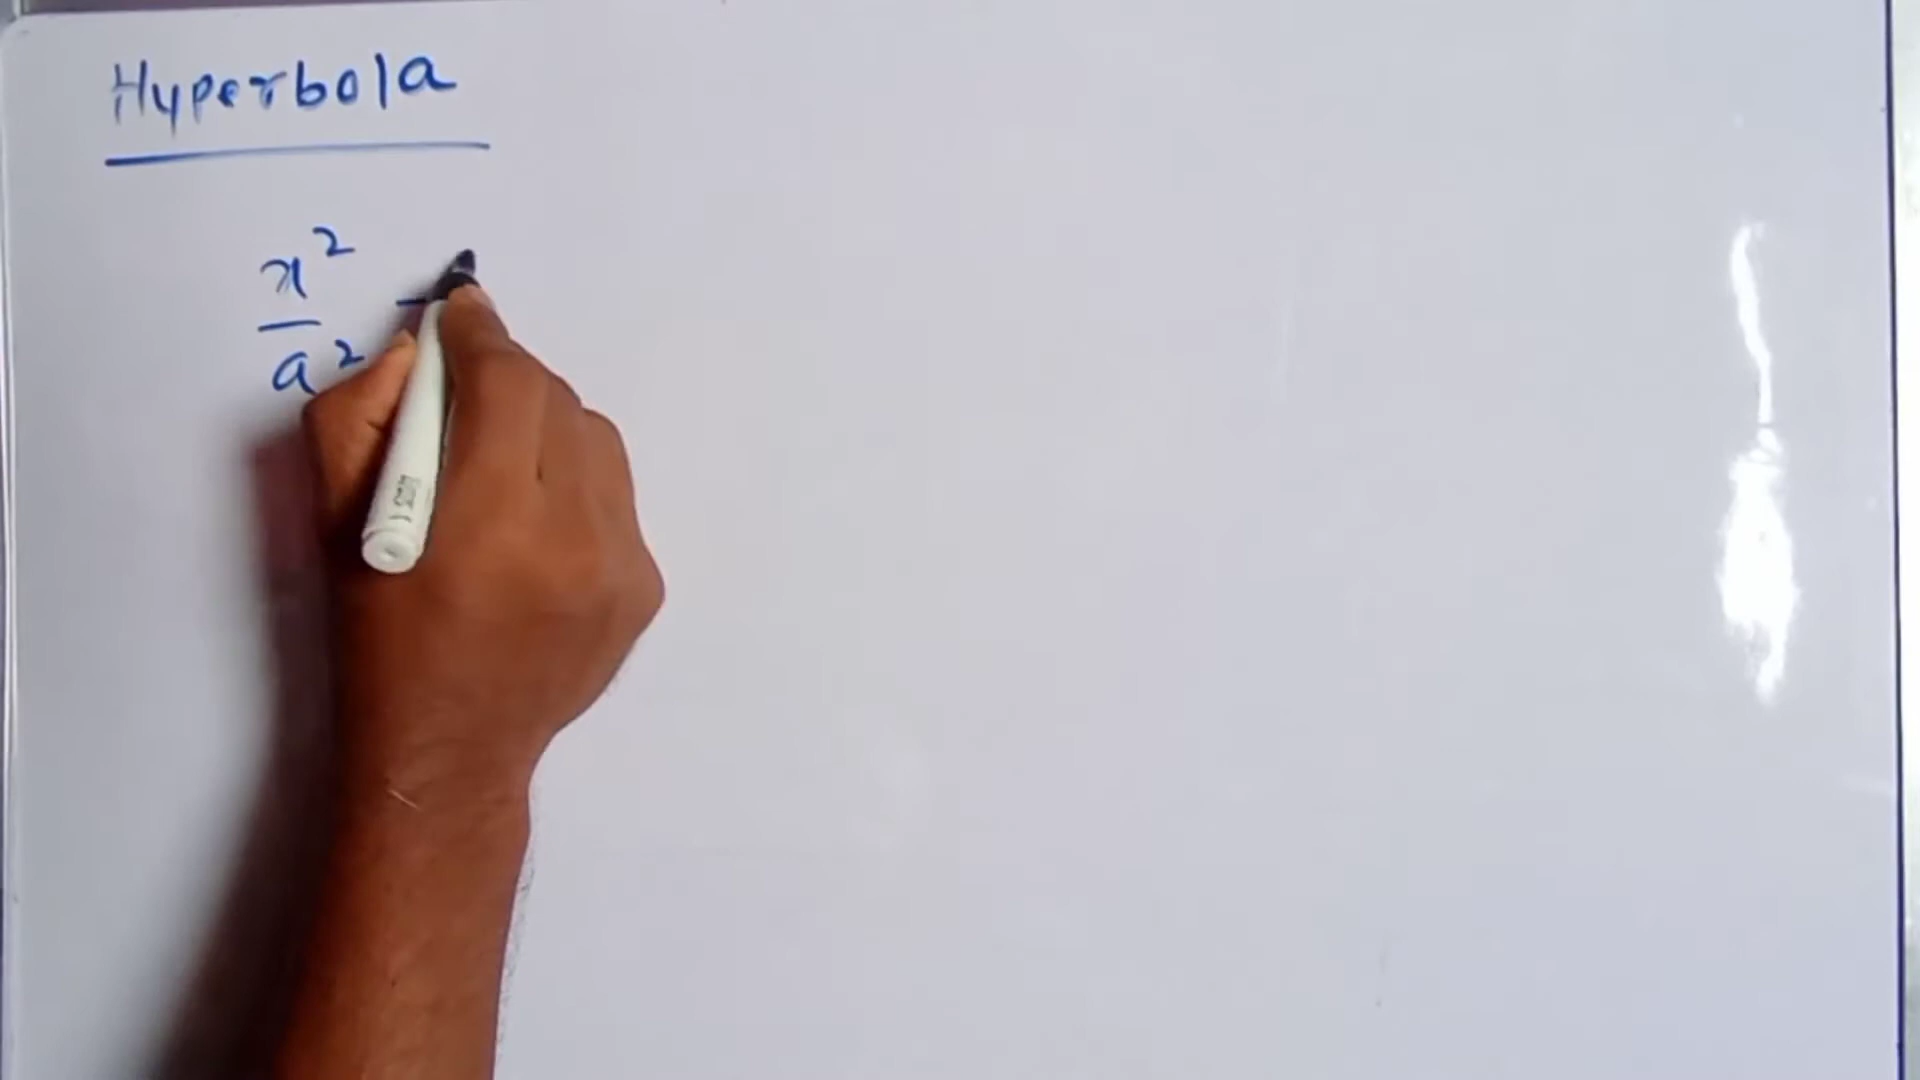 Hyperbola
x²
—
a² -